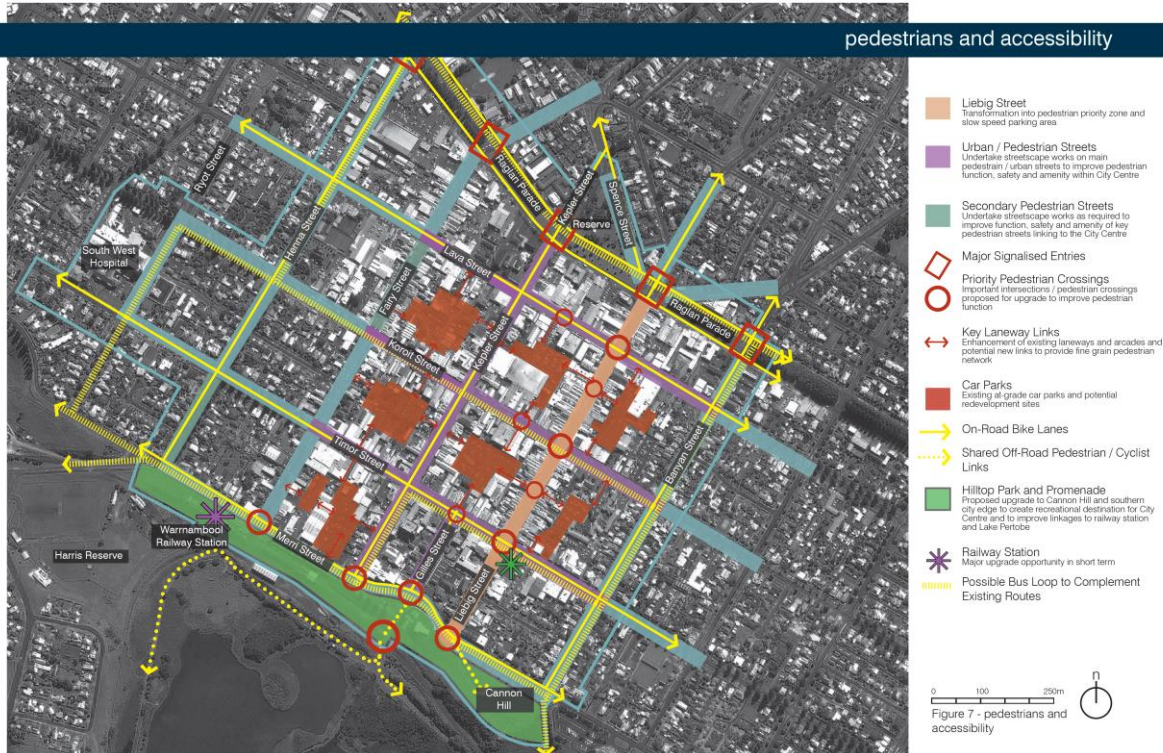 pedestrians and accessibility
Liebig Street
Transformation into pedestrian priority zone and
slow speed parking area
Urban / Pedestrian Streets
Undertake streetscape works on main
pedestrain / urban streets to improve pedestrian
function, safety and amenity within City Centre
Secondary Pedestrian Streets
Undertake streetscape works as required to
improve function, safety and amenity of key
pedestrian streets linking to the City Centre
Major Signalised Entries
Priority Pedestrian Crossings
Important intersections / pedestrian crossings
proposed for upgrade to improve pedestrian
function
Key Laneway Links
Enhancement of existing laneways and arcades and
potential new links to provide fine grain pedestrian
network
Car Parks
Existing at-grade car parks and potential
redevelopment sites
On-Road Bike Lanes
Shared Off-Road Pedestrian / Cyclist
Links
Hilltop Park and Promenade
Proposed upgrade to Cannon Hill and southern
city edge to create recreational destination for City
Centre and to improve linkages to railway station
and Lake Pertobe
Railway Station
Major upgrade opportunity in short term
Possible Bus Loop to Complement
Existing Routes
0 100 250m
n
Figure 7 - pedestrians and
accessibility
Ryot Street
Raglan Parade
Kepler Street
Spence Street
Reserve
Henna Street
South West
Hospital
Lava Street
Fairy Street
Kepler Street
Raglan Parade
Koroit Street
Timor Street
Banyan Street
Warrnambool
Railway Station
Merri Street
Harris Reserve
Gilles Street
Liebig Street
Cannon
Hill